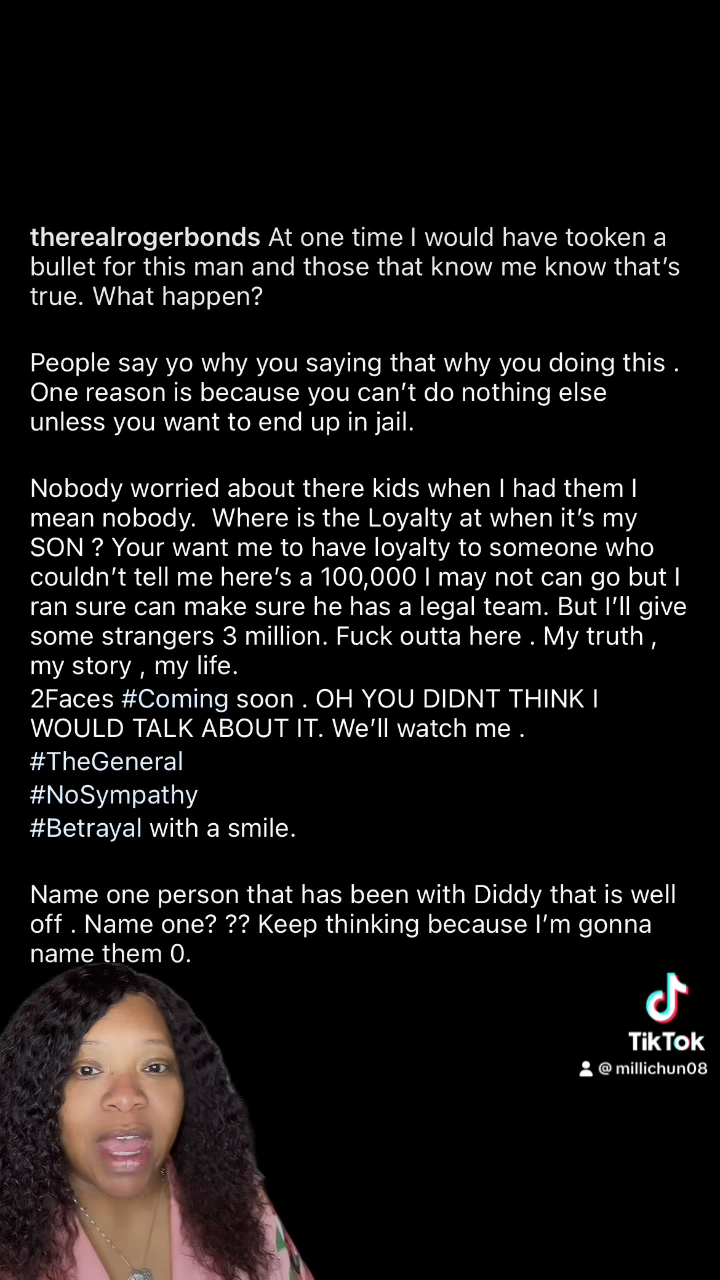 therealrogerbonds At one time I would have tooken a
bullet for this man and those that know me know that's
true. What happen?
People say yo why you saying that why you doing this .
One reason is because you can't do nothing else
unless you want to end up in jail.
Nobody worried about there kids when I had them I
mean nobody.  Where is the Loyalty at when it's my
SON ? Your want me to have loyalty to someone who
couldn't tell me here's a 100,000 I may not can go but I
ran sure can make sure he has a legal team. But I'll give
some strangers 3 million. Fuck outta here . My truth ,
my story , my life.
2Faces #Coming soon . OH YOU DIDNT THINK I
WOULD TALK ABOUT IT. We'll watch me .
#TheGeneral
#NoSympathy
#Betrayal with a smile.
Name one person that has been with Diddy that is well
off . Name one? ?? Keep thinking because I'm gonna
name them 0.
TikTok
@millichun08